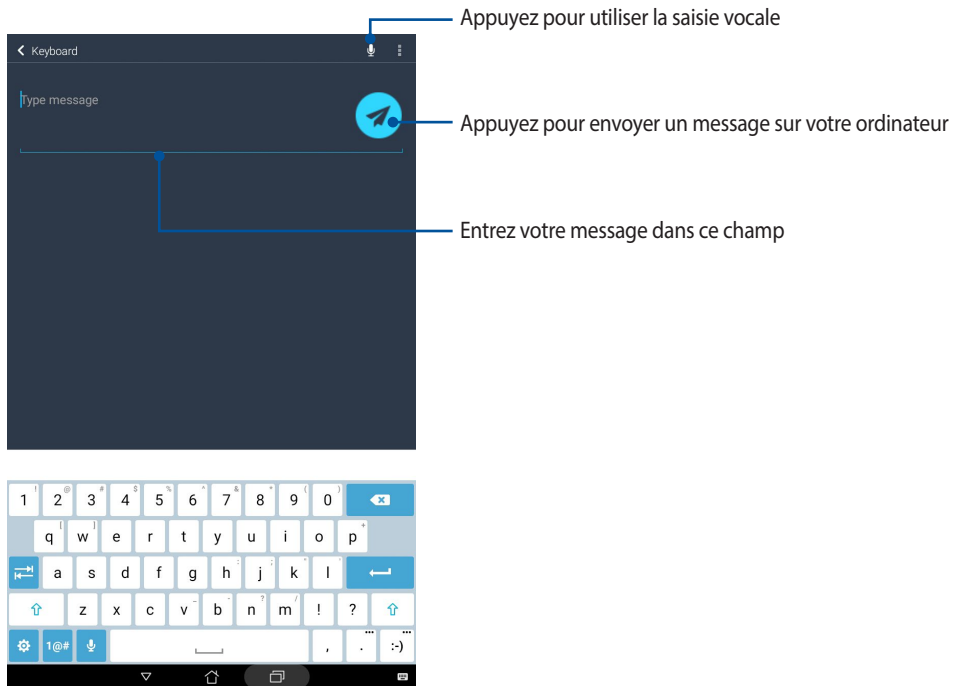 Appuyez pour utiliser la saisie vocale
Keyboard
Type message
Appuyez pour envoyer un message sur votre ordinateur
Entrez votre message dans ce champ
1 ! 2 @ 3 # 4 $ 5 % 6 ^ 7 & 8 * 9 ( 0 )
q [ w ] e r t y u i o p +
a s d f g h : j ; k " l '
z x c v - b - n ? m / ! ?
1@# , . ... :-) ...